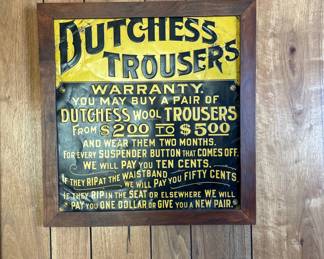 DUTCHESS
TROUSERS
WARRANTY.
YOU MAY BUY A PAIR OF
DUTCHESS WOOL TROUSERS
FROM $2.00 TO $5.00
AND WEAR THEM TWO MONTHS.
FOR EVERY SUSPENDER BUTTON THAT COMES OFF
WE WILL PAY YOU TEN CENTS.
IF THEY RIP AT THE WAISTBAND
WE WILL PAY YOU FIFTY CENTS
IF THEY RIP IN THE SEAT OR ELSEWHERE WE WILL
PAY YOU ONE DOLLAR OR GIVE YOU A NEW PAIR.